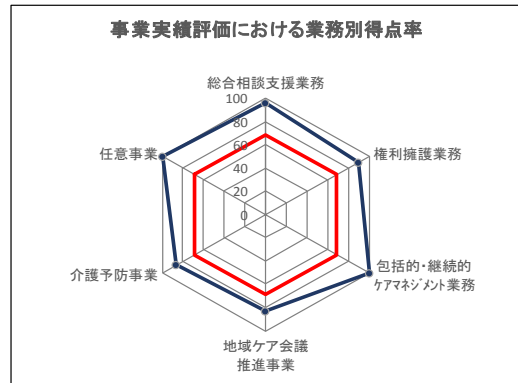 事業実績評価における業務別得点率
総合相談支援業務
100
80
60
40
20
0
権利擁護業務
包括的・継続的
ケアマネジメント業務
地域ケア会議
推進事業
介護予防事業
任意事業